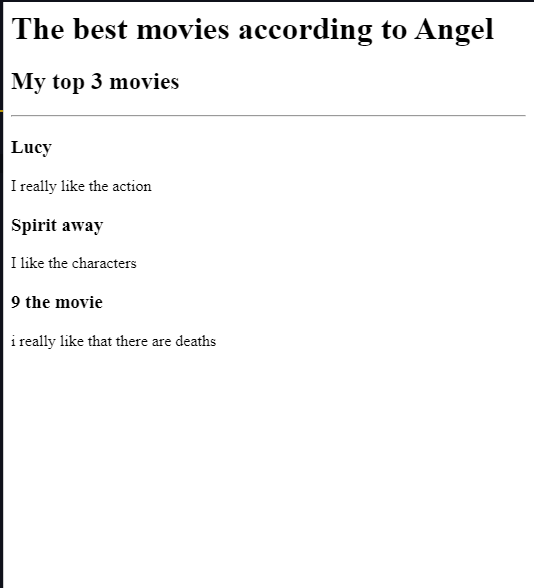 The best movies according to Angel
My top 3 movies
Lucy
I really like the action
Spirit away
I like the characters
9 the movie
i really like that there are deaths